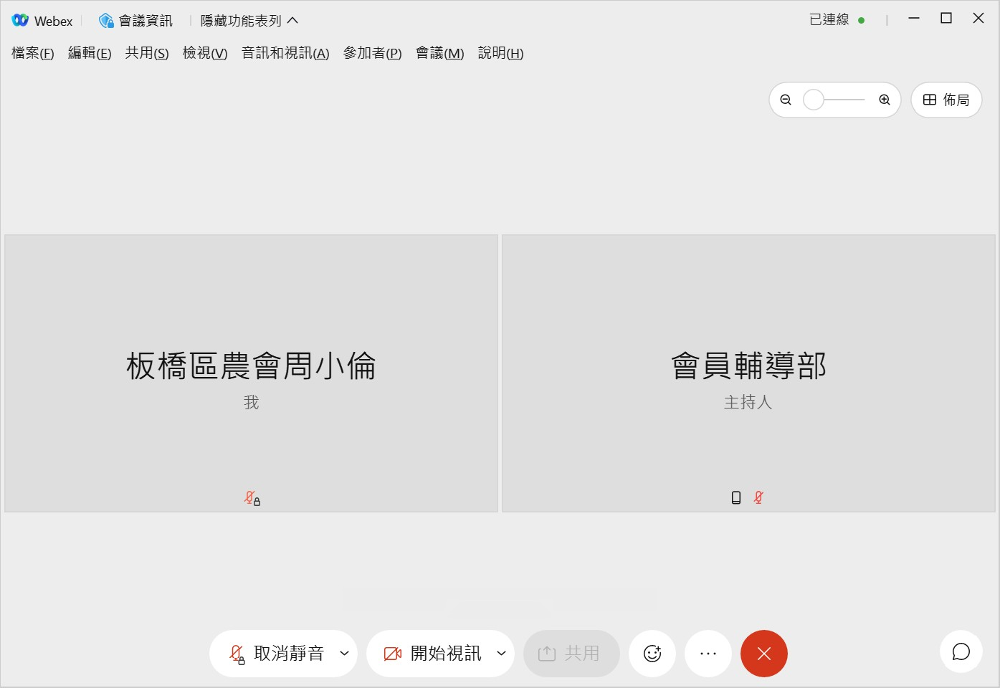 Webex 會議資訊 隱藏功能表列 已連線
檔案(F) 編輯(E) 共用(S) 檢視(V) 音訊和視訊(A) 參加者(P) 會議(M) 說明(H)
佈局
板橋區農會周小倫
我
會員輔導部
主持人
取消靜音 開始視訊 共用